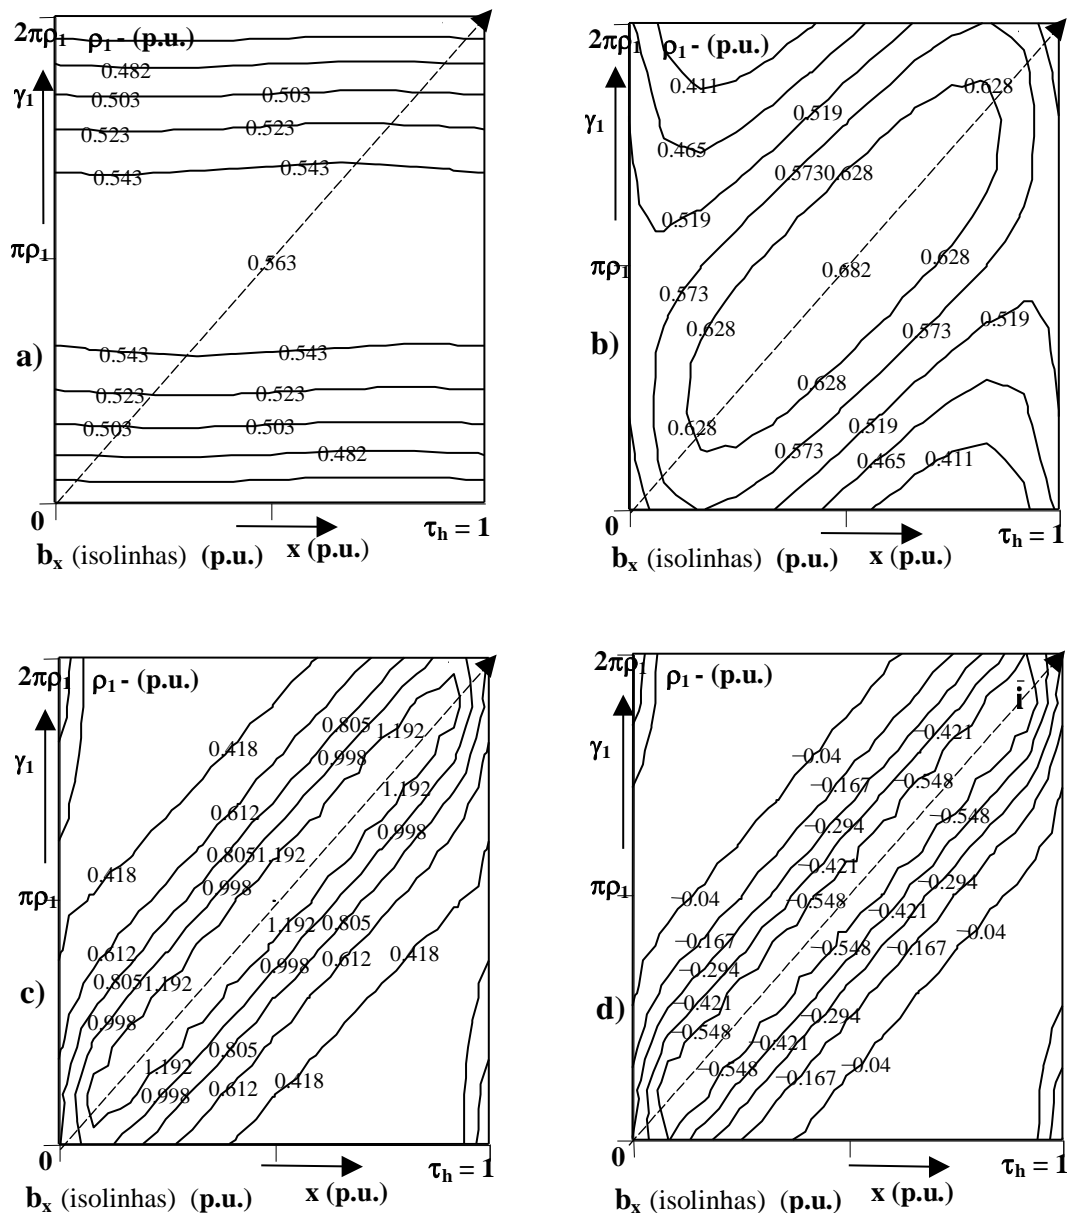 2πρ₁ ρ₁ - (p.u.)
0.482
γ₁
0.503 0.503
0.523 0.523
0.543 0.543
πρ₁
0.563
a)
0.543 0.543
0.523 0.523
0.503 0.503
0.482
0
τh = 1
bx (isolinhas) (p.u.) x (p.u.)
2πρ₁ ρ₁ - (p.u.)
0.411 0.628
γ₁
0.519
0.465
0.573 0.628
0.519
πρ₁
0.682 0.628
0.573
0.628 0.573 0.519
b)
0.628
0.628 0.519
0.573 0.465 0.411
0
τh = 1
bx (isolinhas) (p.u.) x (p.u.)
2πρ₁ ρ₁ - (p.u.)
0.805 1.192
0.418 0.998
γ₁
1.192
0.612 0.998
0.805 1.192
0.418 0.998
πρ₁
1.192 0.805
0.612 0.998 0.612 0.418
0.805 1.192
c)
0.998
0.805
1.192 0.418
0.998 0.612
0
τh = 1
bx (isolinhas) (p.u.) x (p.u.)
2πρ₁ ρ₁ - (p.u.)
i
−0.421
−0.04
γ₁
−0.167 −0.548
−0.294 −0.548
−0.421
−0.294
πρ₁
−0.04 −0.548 −0.421
−0.167 −0.548 −0.167 −0.04
−0.294
−0.421
d)
−0.294
−0.548 −0.421
−0.548 −0.167 −0.04
0
τh = 1
bx (isolinhas) (p.u.) x (p.u.)